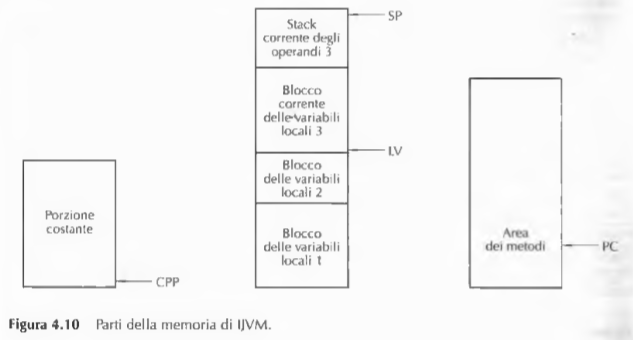 Stack
corrente degli
operandi 3
SP
Blocco
corrente
delle variabili
locali 3
LV
Blocco
delle variabili
locali 2
Blocco
delle variabili
locali 1
Porzione
costante
CPP
Area
dei metodi
PC
Figura 4.10 Parti della memoria di IJVM.